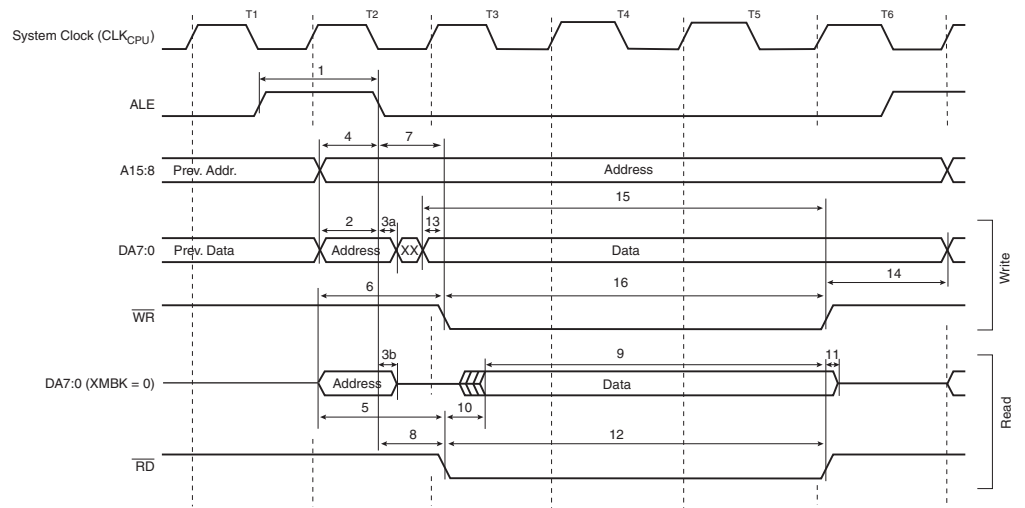 T1 T2 T3 T4 T5 T6
System Clock (CLKCPU)
1
ALE
4 7
A15:8 Prev. Addr. Address
15
2 3a 13
DA7:0 Prev. Data Address XX Data
14
6 16
WR
Write
3b 9 11
DA7:0 (XMBK = 0) Address Data
5 10
Read
8 12
RD